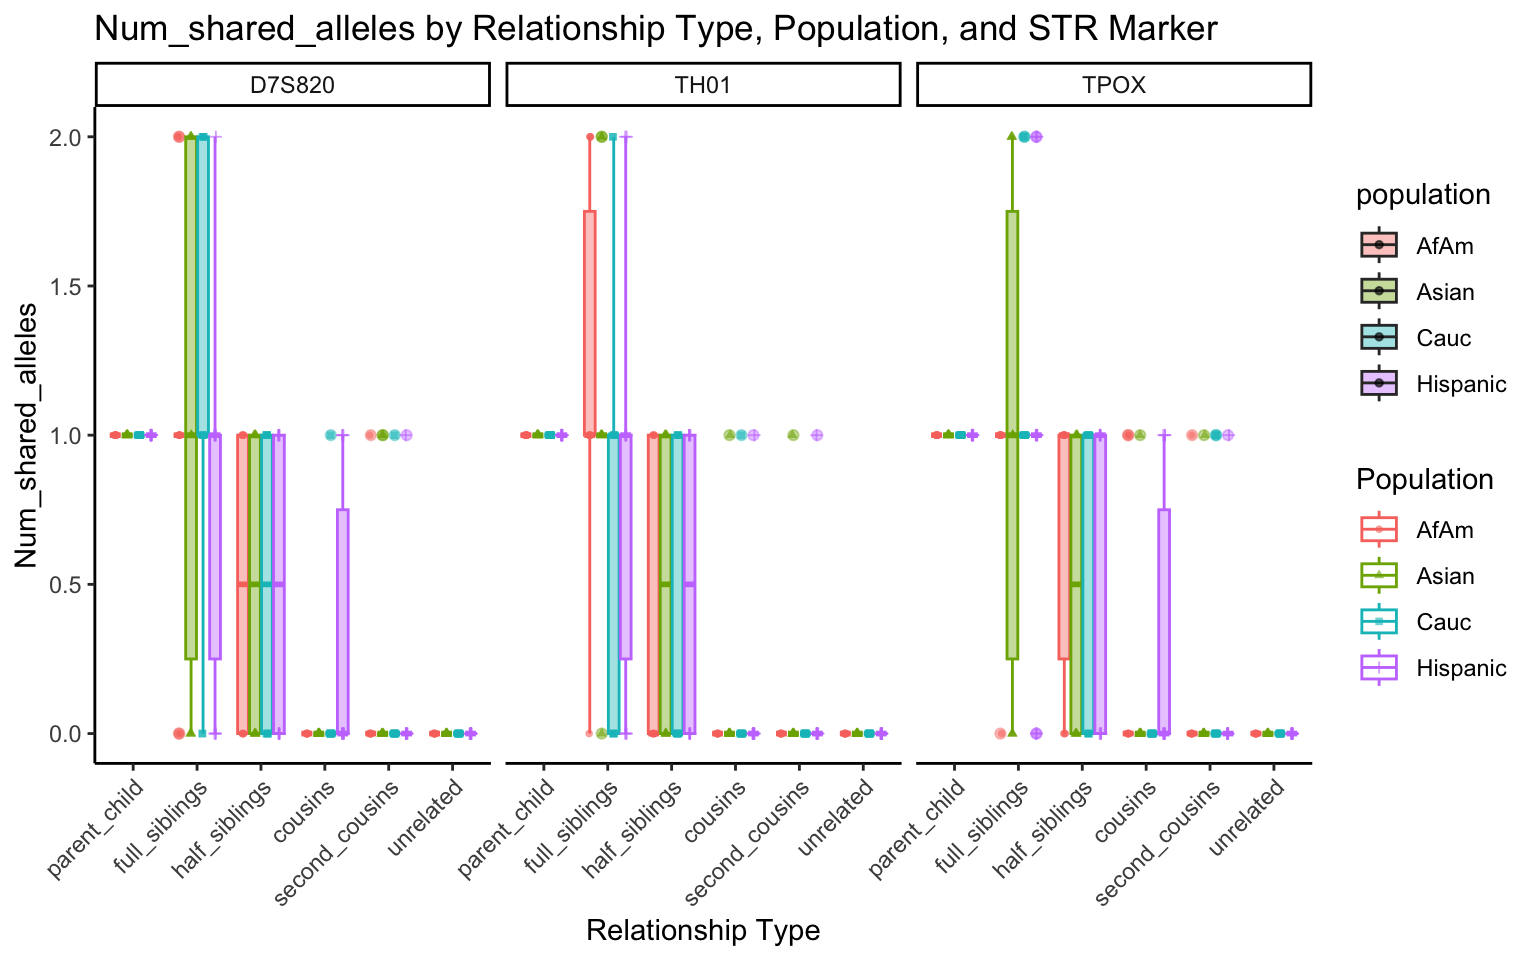 Num_shared_alleles by Relationship Type, Population, and STR Marker
D7S820
TH01
TPOX
2.0
1.5
1.0
0.5
0.0
Num_shared_alleles
parent_child
full_siblings
half_siblings
cousins
second_cousins
unrelated
parent_child
full_siblings
half_siblings
cousins
second_cousins
unrelated
parent_child
full_siblings
half_siblings
cousins
second_cousins
unrelated
Relationship Type
population
AfAm
Asian
Cauc
Hispanic
Population
AfAm
Asian
Cauc
Hispanic